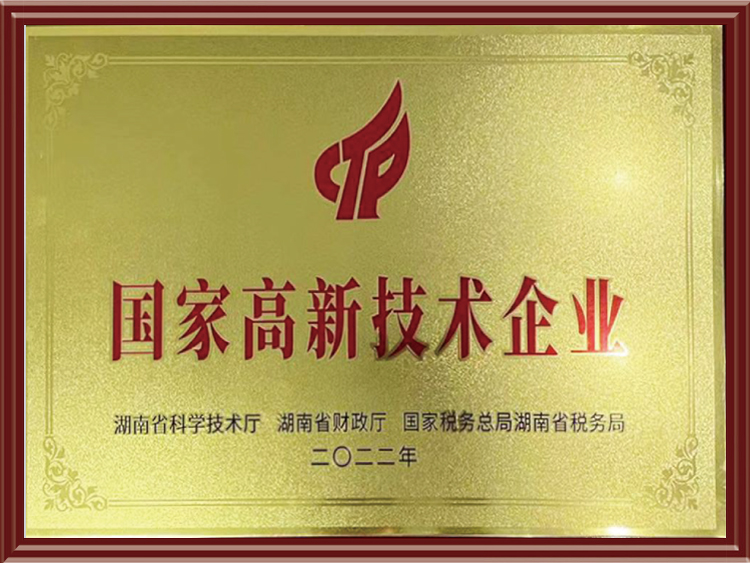 CTP
国家高新技术企业
湖南省科学技术厅 湖南省财政厅 国家税务总局湖南省税务局
二〇二二年